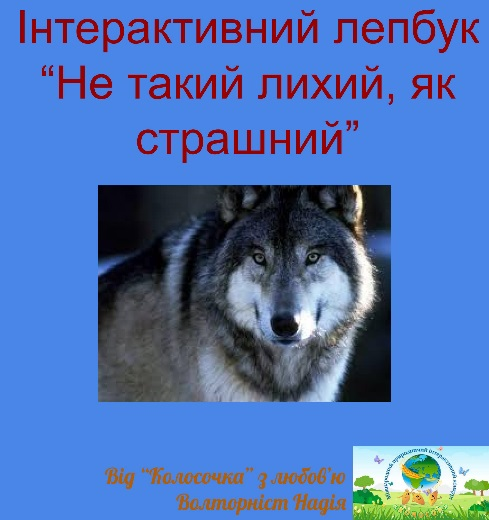 Інтерактивний лепбук
“Не такий лихий, як
страшний”
Від “Колосочка” з любов’ю
Волторніст Надія